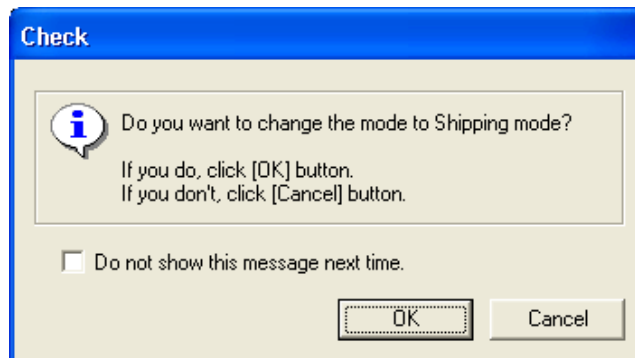 Check
Do you want to change the mode to Shipping mode?
If you do, click [OK] button.
If you don't, click [Cancel] button.
Do not show this message next time.
OK
Cancel